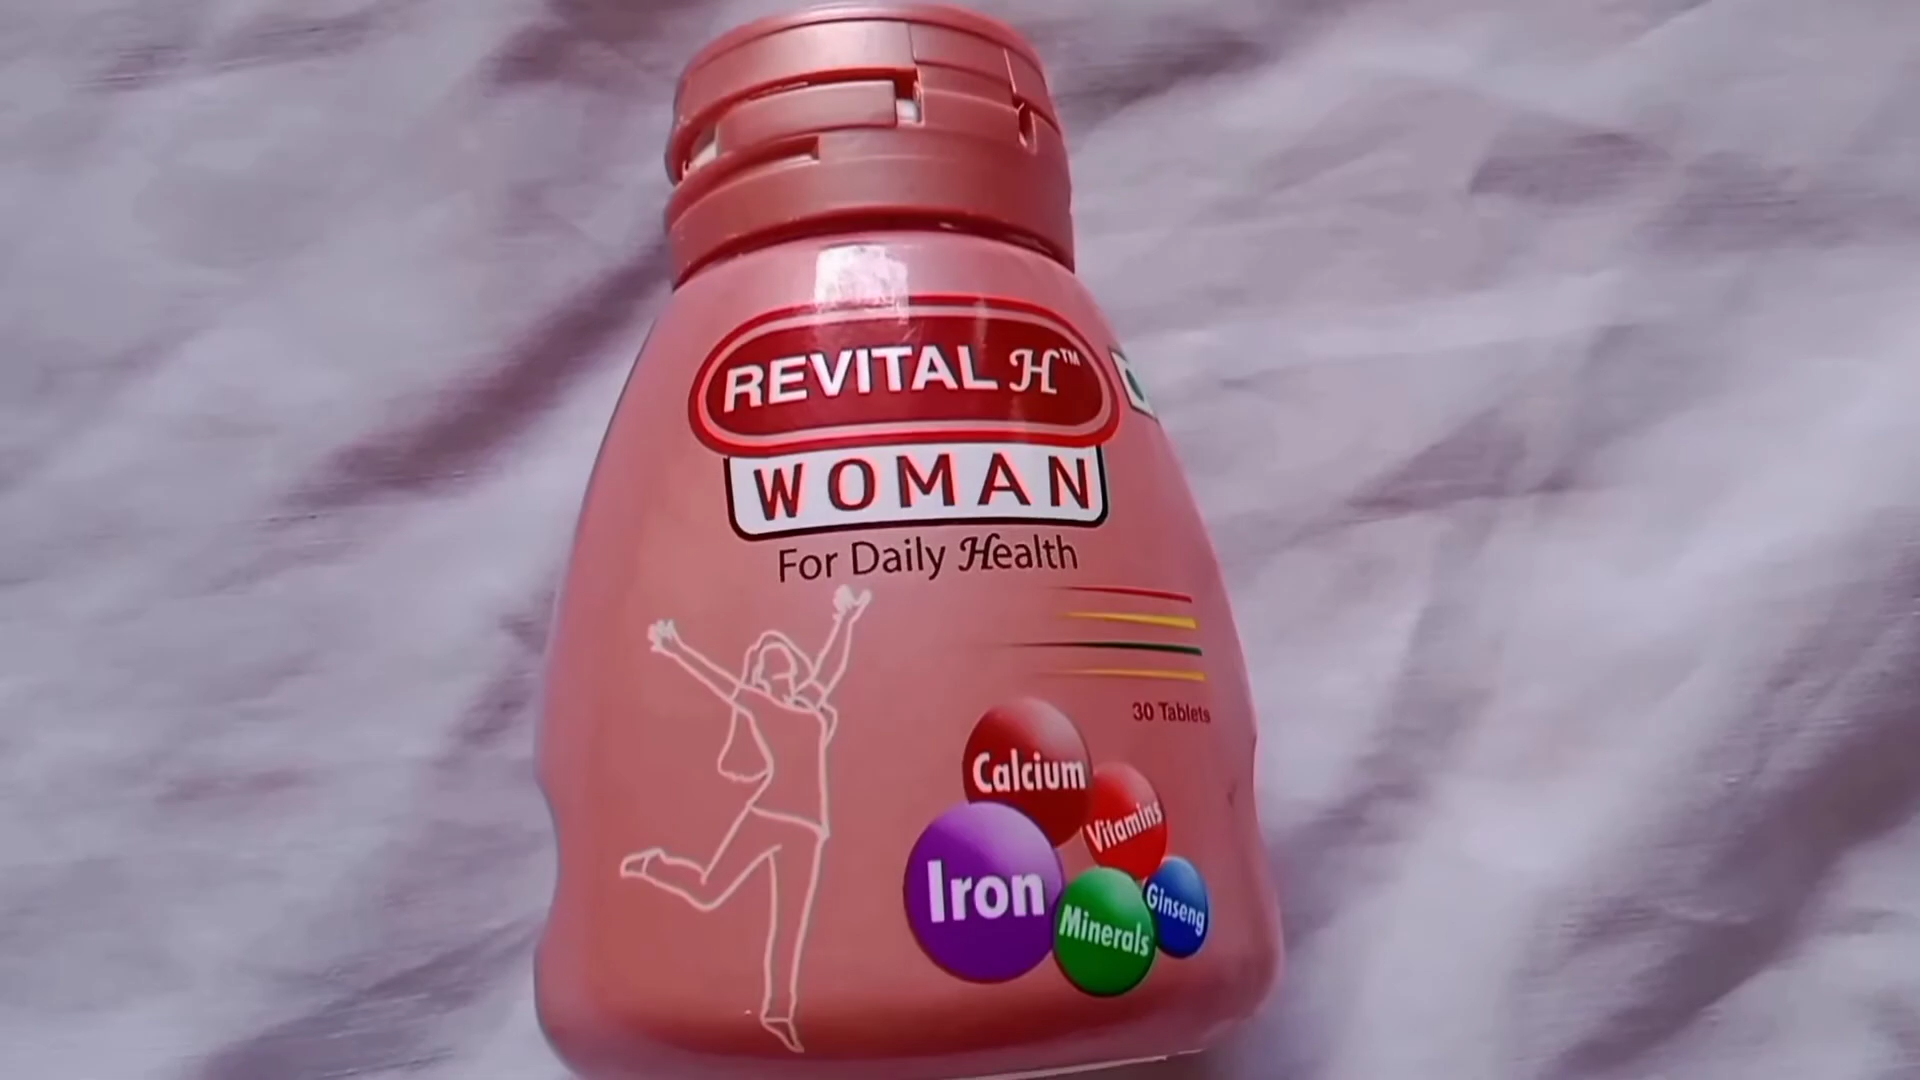 REVITAL H™
WOMAN
For Daily Health
30 Tablets
Calcium
Vitamins
Iron
Ginseng
Minerals